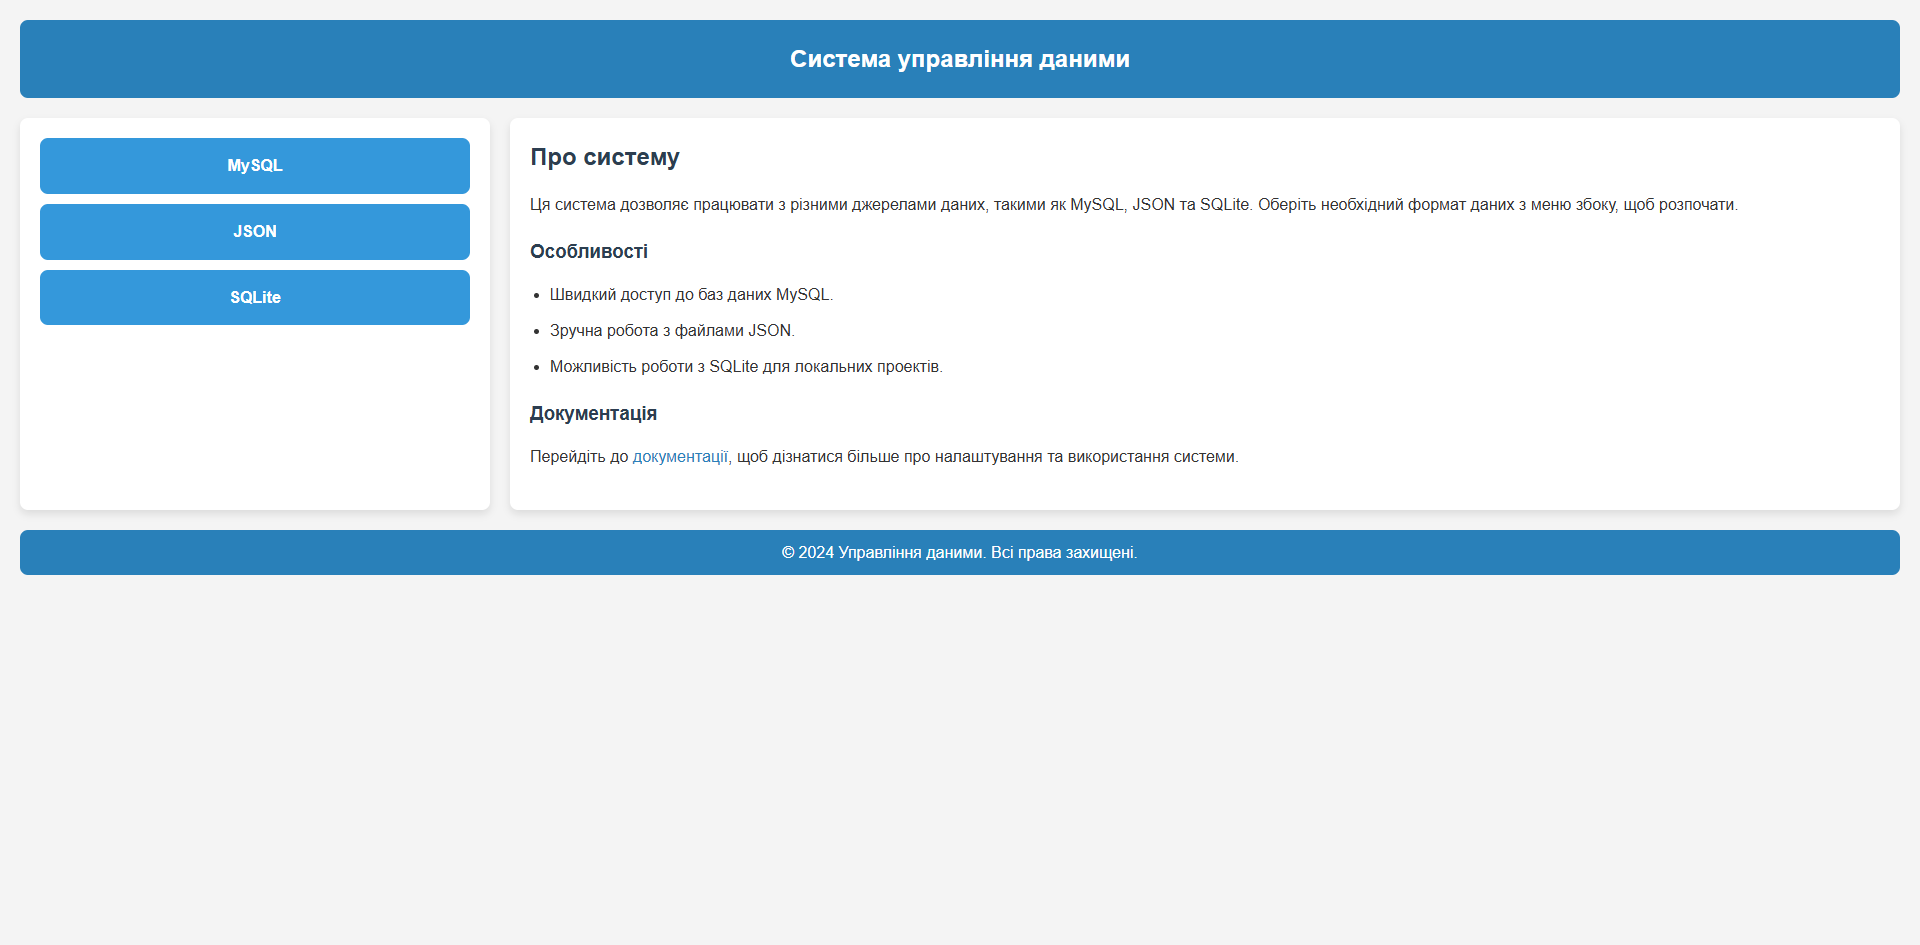 Система управління даними
MySQL
JSON
SQLite
Про систему
Ця система дозволяє працювати з різними джерелами даних, такими як MySQL, JSON та SQLite. Оберіть необхідний формат даних з меню збоку, щоб розпочати.
Особливості
• Швидкий доступ до баз даних MySQL.
• Зручна робота з файлами JSON.
• Можливість роботи з SQLite для локальних проектів.
Документація
Перейдіть до документації, щоб дізнатися більше про налаштування та використання системи.
© 2024 Управління даними. Всі права захищені.